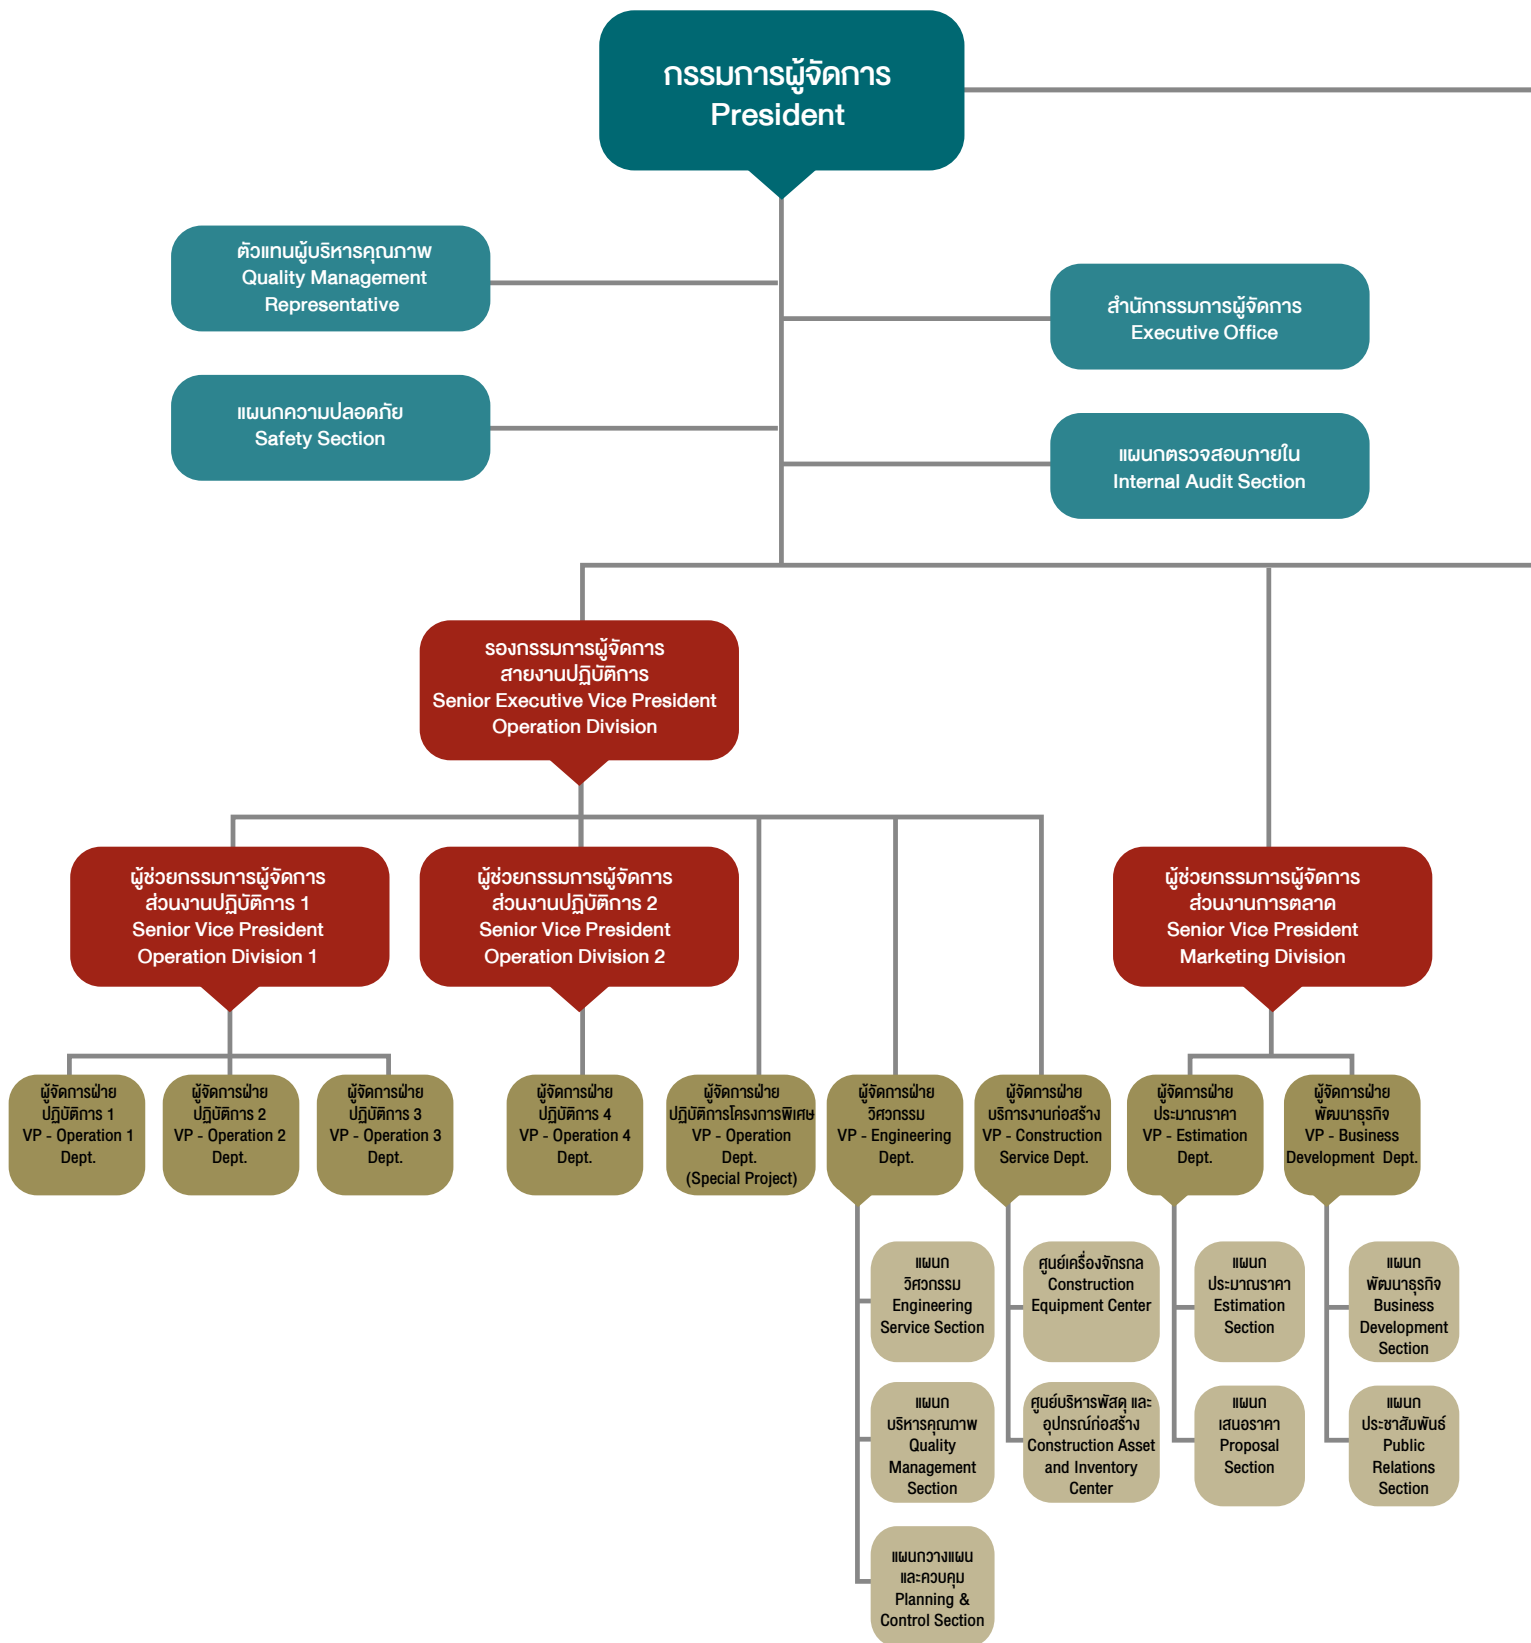 กรรมการผู้จัดการ
President
ตัวแทนผู้บริหารคุณภาพ
Quality Management
Representative
สำนักกรรมการผู้จัดการ
Executive Office
แผนกความปลอดภัย
Safety Section
แผนกตรวจสอบภายใน
Internal Audit Section
รองกรรมการผู้จัดการ
สายงานปฏิบัติการ
Senior Executive Vice President
Operation Division
ผู้ช่วยกรรมการผู้จัดการ
ส่วนงานปฏิบัติการ 1
Senior Vice President
Operation Division 1
ผู้ช่วยกรรมการผู้จัดการ
ส่วนงานปฏิบัติการ 2
Senior Vice President
Operation Division 2
ผู้ช่วยกรรมการผู้จัดการ
ส่วนงานการตลาด
Senior Vice President
Marketing Division
ผู้จัดการฝ่าย
ปฏิบัติการ 1
VP - Operation 1
Dept.
ผู้จัดการฝ่าย
ปฏิบัติการ 2
VP - Operation 2
Dept.
ผู้จัดการฝ่าย
ปฏิบัติการ 3
VP - Operation 3
Dept.
ผู้จัดการฝ่าย
ปฏิบัติการ 4
VP - Operation 4
Dept.
ผู้จัดการฝ่าย
ปฏิบัติการโครงการพิเศษ
VP - Operation
Dept.
(Special Project)
ผู้จัดการฝ่าย
วิศวกรรม
VP - Engineering
Dept.
ผู้จัดการฝ่าย
บริการงานก่อสร้าง
VP - Construction
Service Dept.
ผู้จัดการฝ่าย
ประมาณราคา
VP - Estimation
Dept.
ผู้จัดการฝ่าย
พัฒนาธุรกิจ
VP - Business
Development Dept.
แผนก
วิศวกรรม
Engineering
Service Section
ศูนย์เครื่องจักรกล
Construction
Equipment Center
แผนก
ประมาณราคา
Estimation
Section
แผนก
พัฒนาธุรกิจ
Business
Development
Section
แผนก
บริหารคุณภาพ
Quality
Management
Section
ศูนย์บริหารพัสดุ และ
อุปกรณ์ก่อสร้าง
Construction Asset
and Inventory
Center
แผนก
เสนอราคา
Proposal
Section
แผนก
ประชาสัมพันธ์
Public
Relations
Section
แผนกวางแผน
และควบคุม
Planning &
Control Section